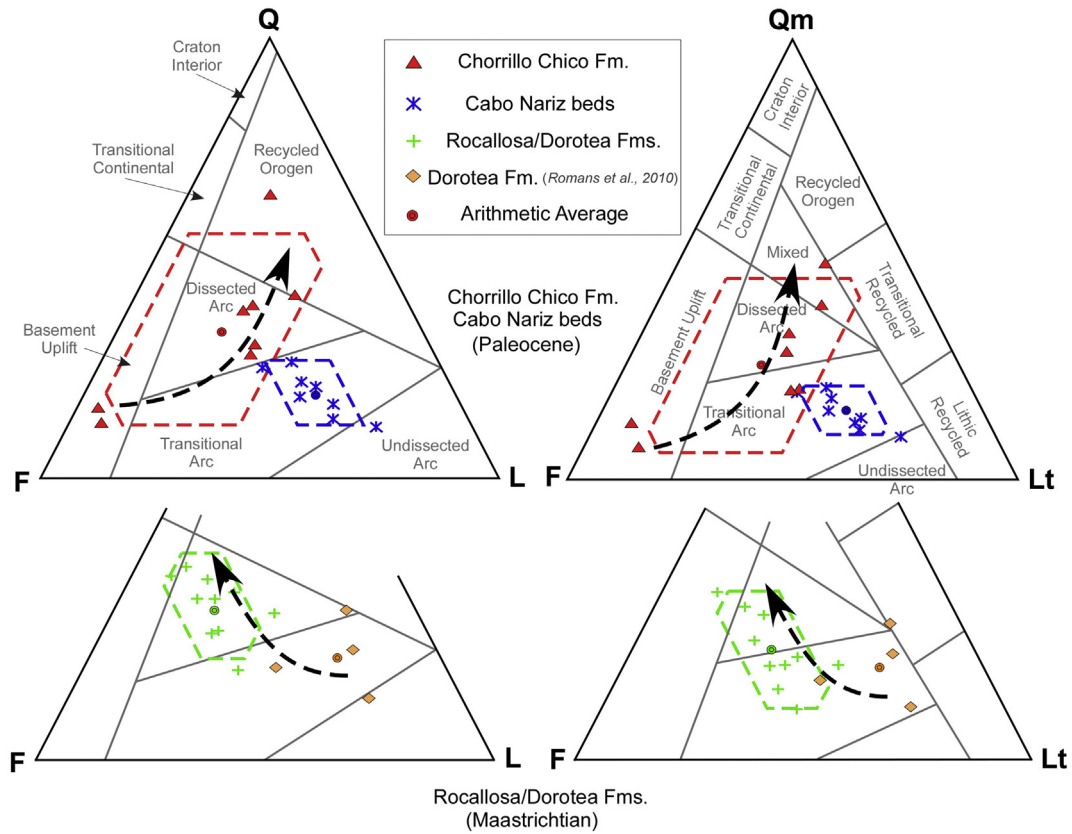 Q
Craton
Interior
Transitional
Continental
Recycled
Orogen
Dissected
Arc
Basement
Uplift
Transitional
Arc
Undissected
Arc
F
L
Chorrillo Chico Fm.
Cabo Nariz beds
Rocallosa/Dorotea Fms.
Dorotea Fm. (Romans et al., 2010)
Arithmetic Average
Chorrillo Chico Fm.
Cabo Nariz beds
(Paleocene)
Qm
Craton
Interior
Transitional
Continental
Recycled
Orogen
Mixed
Dissected
Arc
Transitional
Recycled
Basement Uplift
Transitional
Arc
Lithic
Recycled
Undissected
Arc
F
Lt
F
L
F
Lt
Rocallosa/Dorotea Fms.
(Maastrichtian)